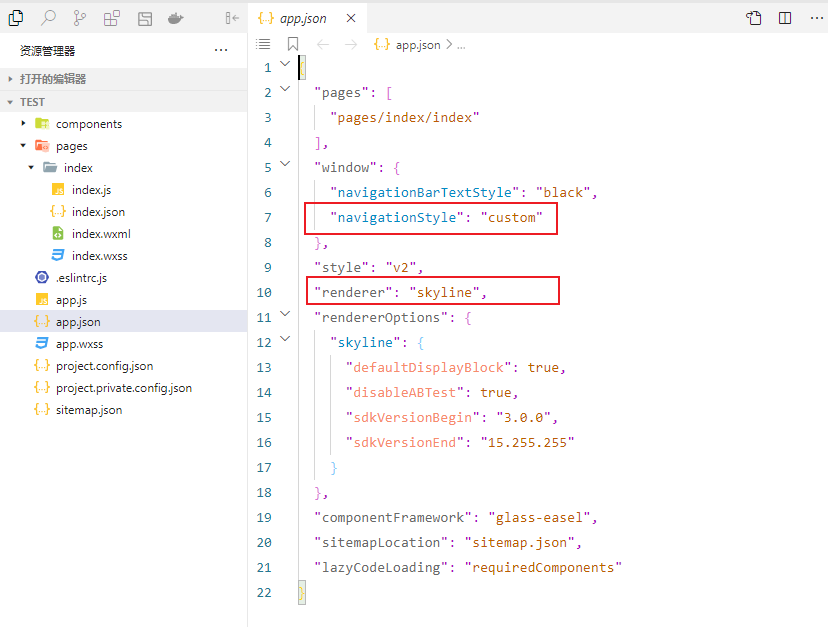 app.json
资源管理器
打开的编辑器
TEST
components
pages
index
index.js
index.json
index.wxml
index.wxss
.eslintrc.js
app.js
app.json
app.wxss
project.config.json
project.private.config.json
sitemap.json
app.json > ...
1 {
2 "pages": [
3 "pages/index/index"
4 ],
5 "window": {
6 "navigationBarTextStyle": "black",
7 "navigationStyle": "custom"
8 },
9 "style": "v2",
10 "renderer": "skyline",
11 "rendererOptions": {
12 "skyline": {
13 "defaultDisplayBlock": true,
14 "disableABTest": true,
15 "sdkVersionBegin": "3.0.0",
16 "sdkVersionEnd": "15.255.255"
17 }
18 },
19 "componentFramework": "glass-easel",
20 "sitemapLocation": "sitemap.json",
21 "lazyCodeLoading": "requiredComponents"
22 }